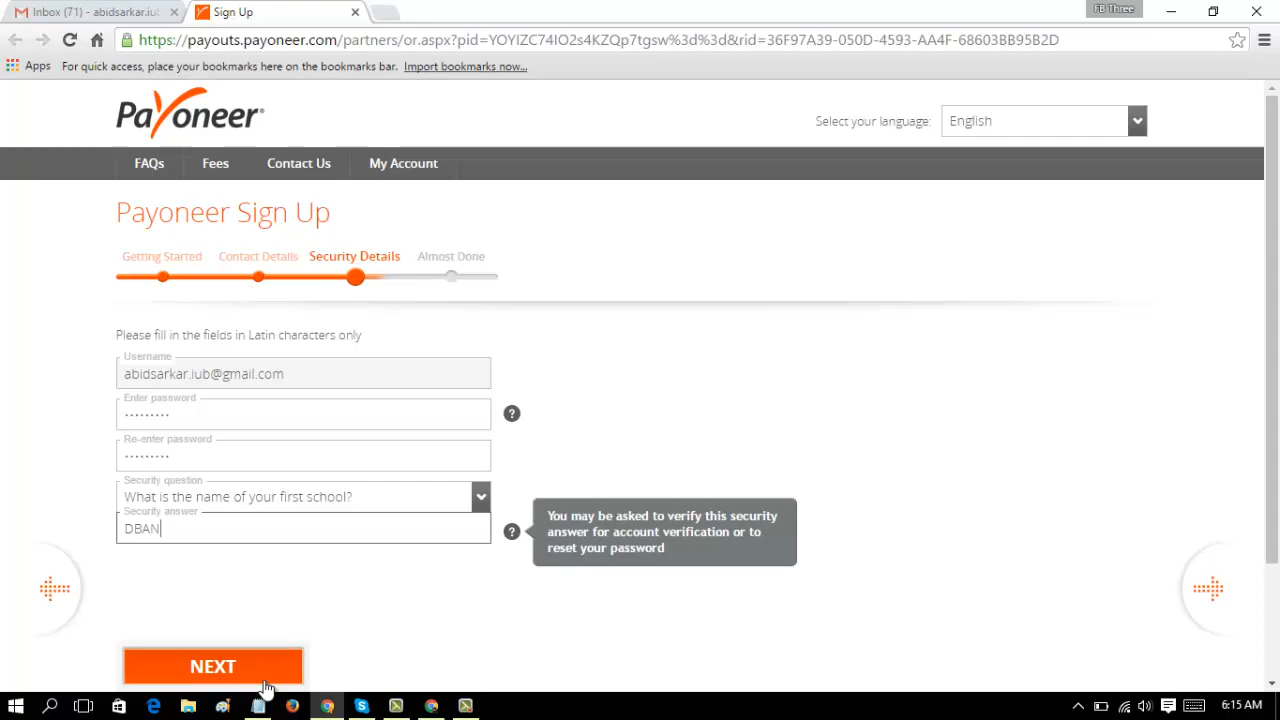 Inbox (71) - abidsarkar.iub
Sign Up
FB Three
https://payouts.payoneer.com/partners/or.aspx?pid=YOYIZC74IO2s4KZQp7tgsw%3d%3d&rid=36F97A39-050D-4593-AA4F-68603BB95B2D
Apps For quick access, place your bookmarks here on the bookmarks bar. Import bookmarks now...
Payoneer
Select your language: English
FAQs Fees Contact Us My Account
Payoneer Sign Up
Getting Started Contact Details Security Details Almost Done
Please fill in the fields in Latin characters only
Username
abidsarkar.iub@gmail.com
Enter password
•••••••••
?
Re-enter password
•••••••••
Security question
What is the name of your first school?
Security answer
DBAN
?
You may be asked to verify this security
answer for account verification or to
reset your password
NEXT
6:15 AM